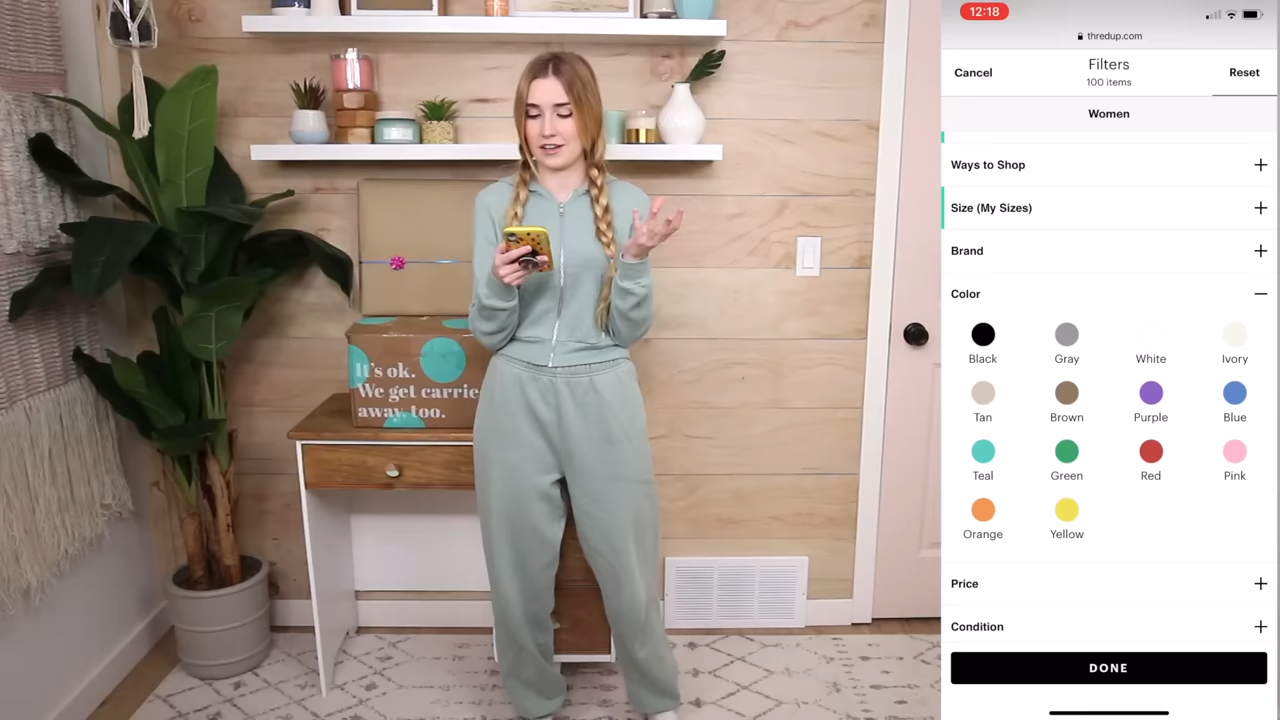 It's ok.
We get carrie
away, too.
12:18
thredup.com
Cancel
Filters
Reset
100 items
Women
Ways to Shop
Size (My Sizes)
Brand
Color
Black
Gray
White
Ivory
Tan
Brown
Purple
Blue
Teal
Green
Red
Pink
Orange
Yellow
Price
Condition
DONE